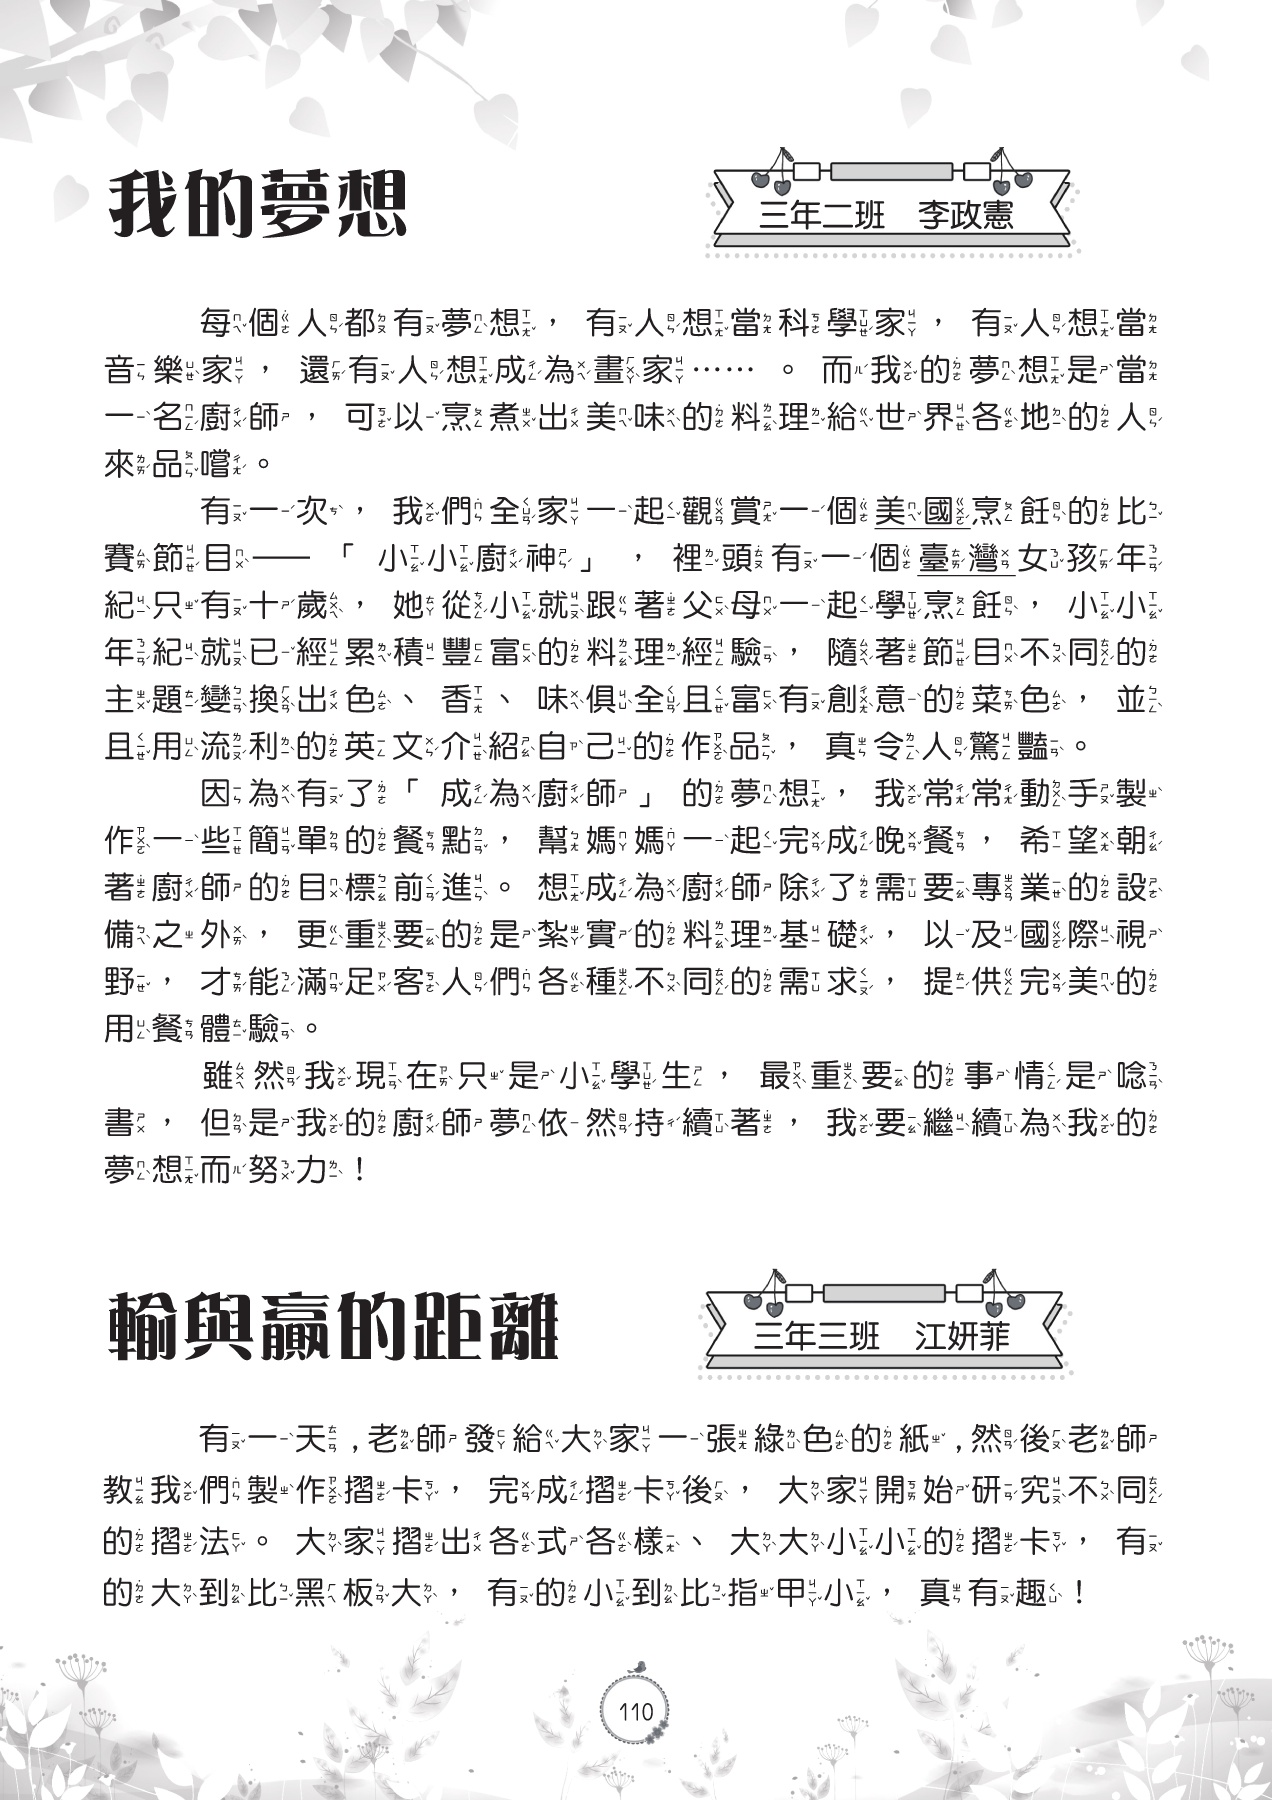 我的夢想
三年二班　李政憲
每個人都有夢想，有人想當科學家，有人想當
音樂家，還有人想成為畫家……。而我的夢想是當
一名廚師，可以烹煮出美味的料理給世界各地的人
來品嚐。
有一次，我們全家一起觀賞一個美國烹飪的比
賽節目——「小小廚神」，裡頭有一個臺灣女孩年
紀只有十歲，她從小就跟著父母一起學烹飪，小小
年紀就已經累積豐富的料理經驗，隨著節目不同的
主題變換出色、香、味俱全且富有創意的菜色，並
且用流利的英文介紹自己的作品，真令人驚豔。
因為有了「成為廚師」的夢想，我常常動手製
作一些簡單的餐點，幫媽媽一起完成晚餐，希望朝
著廚師的目標前進。想成為廚師除了需要專業的設
備之外，更重要的是紮實的料理基礎，以及國際視
野，才能滿足客人們各種不同的需求，提供完美的
用餐體驗。
雖然我現在只是小學生，最重要的事情是唸
書，但是我的廚師夢依然持續著，我要繼續為我的
夢想而努力！
輸與贏的距離
三年三班　江妍菲
有一天,老師發給大家一張綠色的紙,然後老師
教我們製作摺卡，完成摺卡後，大家開始研究不同
的摺法。大家摺出各式各樣、大大小小的摺卡，有
的大到比黑板大，有的小到比指甲小，真有趣！
110